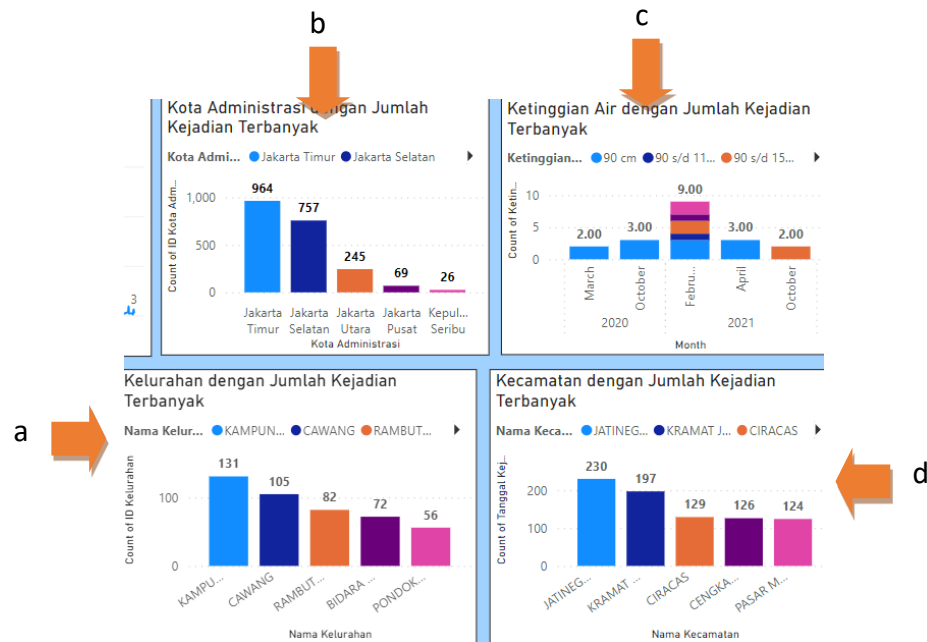 b
c
Kota Administrasi dengan Jumlah
Kejadian Terbanyak
Kota Admi... Jakarta Timur Jakarta Selatan
Count of ID Kota Adm...
1,000
500
0
964
757
245
69
26
Jakarta Timur
Jakarta Selatan
Jakarta Utara
Jakarta Pusat
Kepul... Seribu
Kota Administrasi
Ketinggian Air dengan Jumlah Kejadian
Terbanyak
Ketinggian... 90 cm 90 s/d 11... 90 s/d 15...
Count of Ketin...
10
5
0
2.00
3.00
9.00
3.00
2.00
March
October
Febru...
April
October
2020
2021
Month
3
a
Kelurahan dengan Jumlah Kejadian
Terbanyak
Nama Kelur... KAMPUN... CAWANG RAMBUT...
Count of ID Kelurahan
100
0
131
105
82
72
56
KAMPU...
CAWANG
RAMBUT...
BIDARA ...
PONDOK...
Nama Kelurahan
Kecamatan dengan Jumlah Kejadian
Terbanyak
Nama Keca... JATINEG... KRAMAT J... CIRACAS
Count of Tanggal Kej...
200
100
0
230
197
129
126
124
JATINEG...
KRAMAT ...
CIRACAS
CENGKA...
PASAR M...
Nama Kecamatan
d